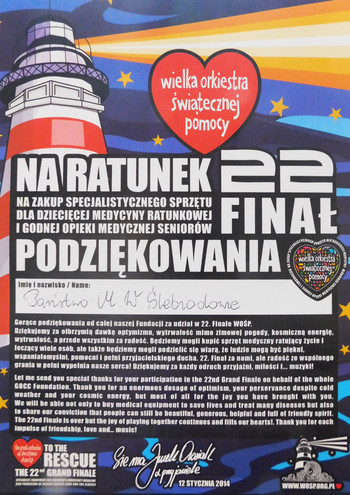 wielka orkiestra
świątecznej
pomocy
NA RATUNEK
22
FINAŁ
NA ZAKUP SPECJALISTYCZNEGO SPRZĘTU
DLA DZIECIĘCEJ MEDYCYNY RATUNKOWEJ
I GODNEJ OPIEKI MEDYCZNEJ SENIORÓW
PODZIĘKOWANIA
wielka orkiestra
świątecznej
pomocy
Imię i nazwisko / Name:
Państwo M. W
Gorące podziękowania od całej naszej Fundacji za udział w 22. Finale WOŚP.
Dziękujemy za olbrzymią dawkę optymizmu, wytrwałość mimo zimowej pogody, kosmiczną energię,
wytrwałość, a przede wszystkim za radość. Będziemy mogli kupić sprzęt medyczny ratujący życie i
leczący wiele osób, ale także będziemy mogli podzielić się wiarą, że ludzie mogą być piękni,
wspaniałomyślni, pomocni i pełni przyjacielskiego ducha. 22. Finał za nami, ale radość ze wspólnego
grania w pełni wypełnia nasze serca! Dziękujemy za każdy odruch przyjaźni, miłości i... muzyki!
Let me send you special thanks for your participation in the 22nd Grand Finale on behalf of the whole
GOCC Foundation. Thank you for an enormous dosage of optimism, your perservance despite cold
weather and your cosmic energy, but most of all for the joy you have brought with you.
We will be able not only to buy medical equipment to save lives and treat many diseases but also
to share our conviction that people can still be beautiful, generous, helpful and full of friendly spirit.
The 22nd Finale is over but the joy of playing together continues and fills our hearts! Thank you for each
impulse of friendship, love and... music!
TO THE
RESCUE
THE 22ND GRAND FINALE
Sie ma
Jurek Owsiak
z przyjaciółmi
12 STYCZNIA 2014
WWW.WOSP.ORG.PL